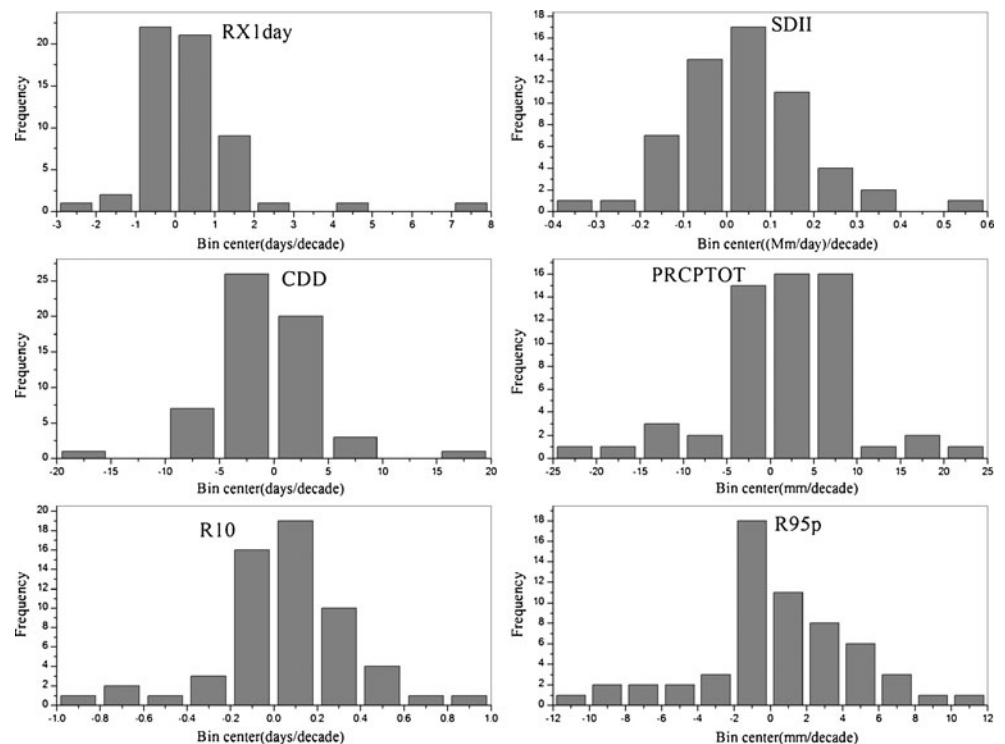 RX1day
Frequency
20
15
10
5
0
-3 -2 -1 0 1 2 3 4 5 6 7 8
Bin center(days/decade)
SDII
Frequency
18
16
14
12
10
8
6
4
2
0
-0.4 -0.3 -0.2 -0.1 0.0 0.1 0.2 0.3 0.4 0.5 0.6
Bin center((Mm/day)/decade)
CDD
Frequency
25
20
15
10
5
0
-20 -15 -10 -5 0 5 10 15 20
Bin center(days/decade)
PRCPTOT
Frequency
16
14
12
10
8
6
4
2
0
-25 -20 -15 -10 -5 0 5 10 15 20 25
Bin center(mm/decade)
R10
Frequency
20
18
16
14
12
10
8
6
4
2
0
-1.0 -0.8 -0.6 -0.4 -0.2 0.0 0.2 0.4 0.6 0.8 1.0
Bin center(days/decade)
R95p
Frequency
18
16
14
12
10
8
6
4
2
0
-12 -10 -8 -6 -4 -2 0 2 4 6 8 10 12
Bin center(mm/decade)